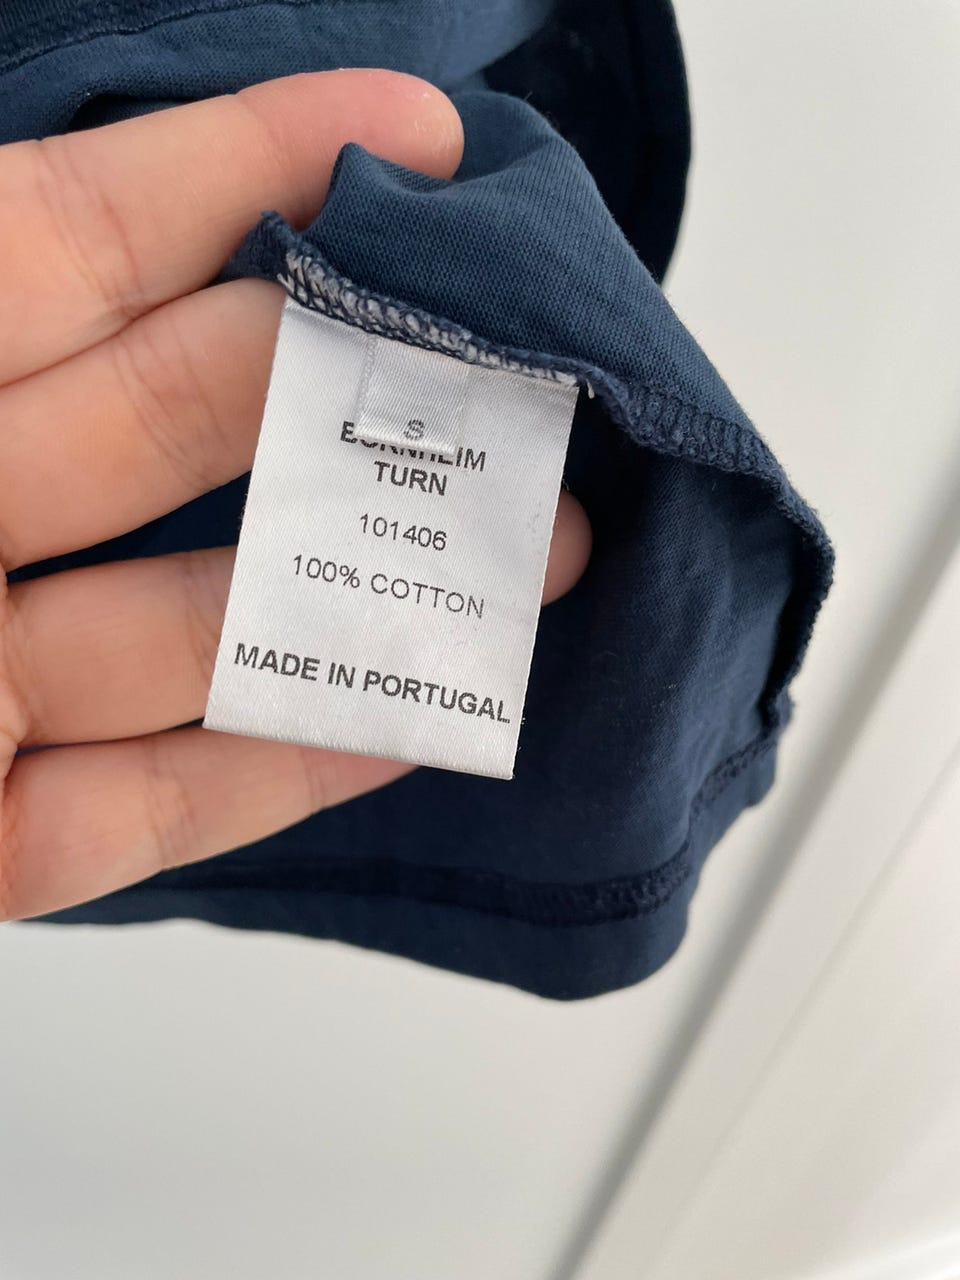 S
BORNHEIM
TURN
101406
100% COTTON
MADE IN PORTUGAL